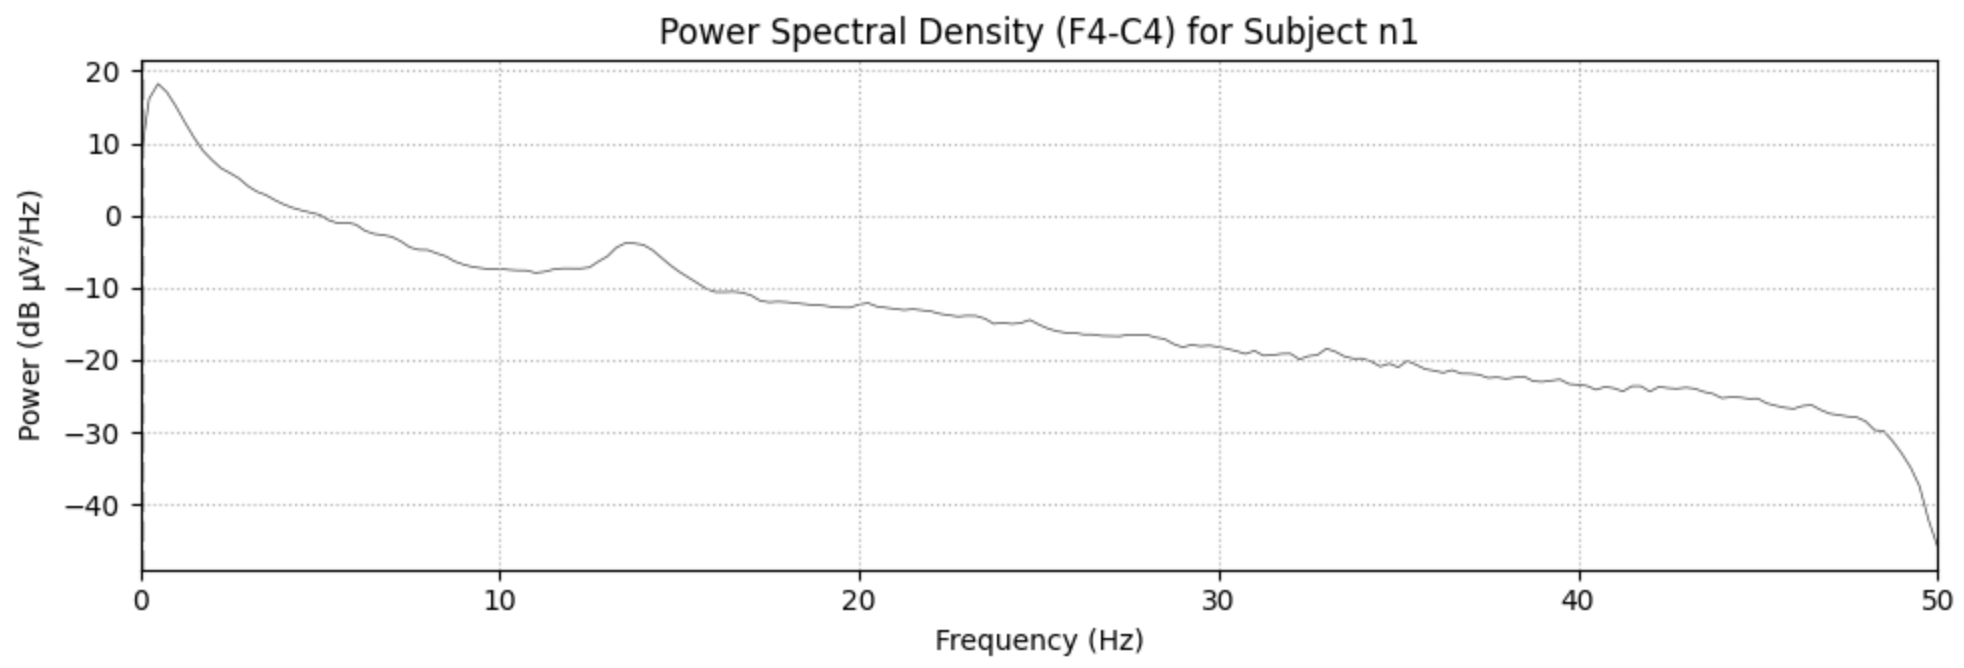 Power Spectral Density (F4-C4) for Subject n1
20
10
0
−10
−20
−30
−40
Power (dB µV²/Hz)
0 10 20 30 40 50
Frequency (Hz)